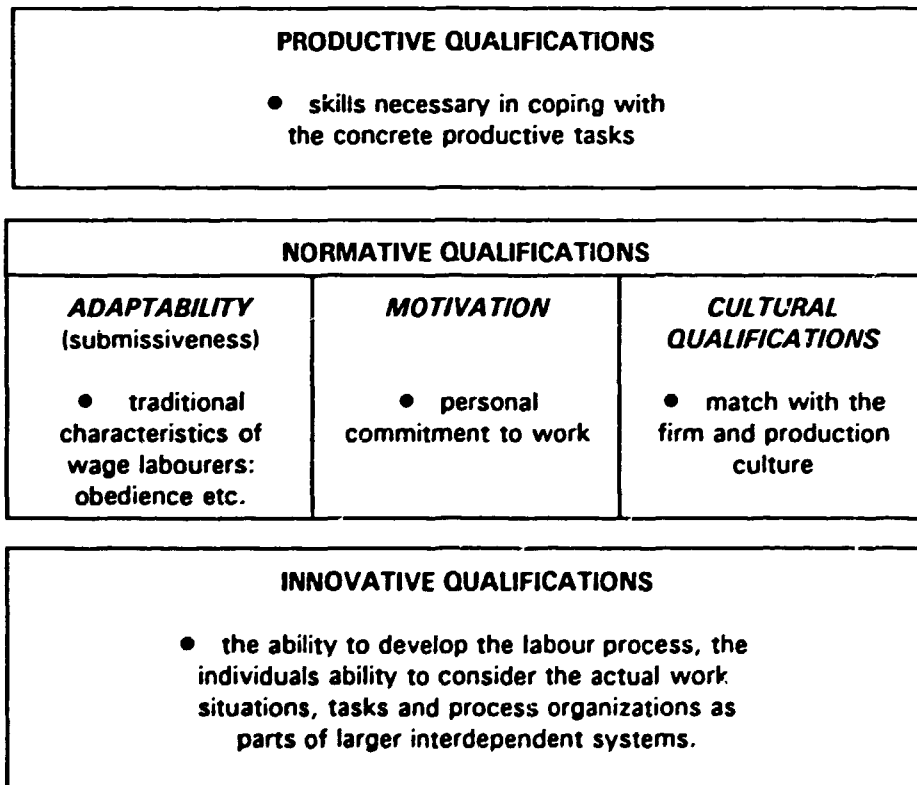 PRODUCTIVE QUALIFICATIONS
● skills necessary in coping with
the concrete productive tasks
NORMATIVE QUALIFICATIONS
ADAPTABILITY
(submissiveness)
● traditional
characteristics of
wage labourers:
obedience etc.
MOTIVATION
● personal
commitment to work
CULTURAL
QUALIFICATIONS
● match with the
firm and production
culture
INNOVATIVE QUALIFICATIONS
● the ability to develop the labour process, the
individuals ability to consider the actual work
situations, tasks and process organizations as
parts of larger interdependent systems.